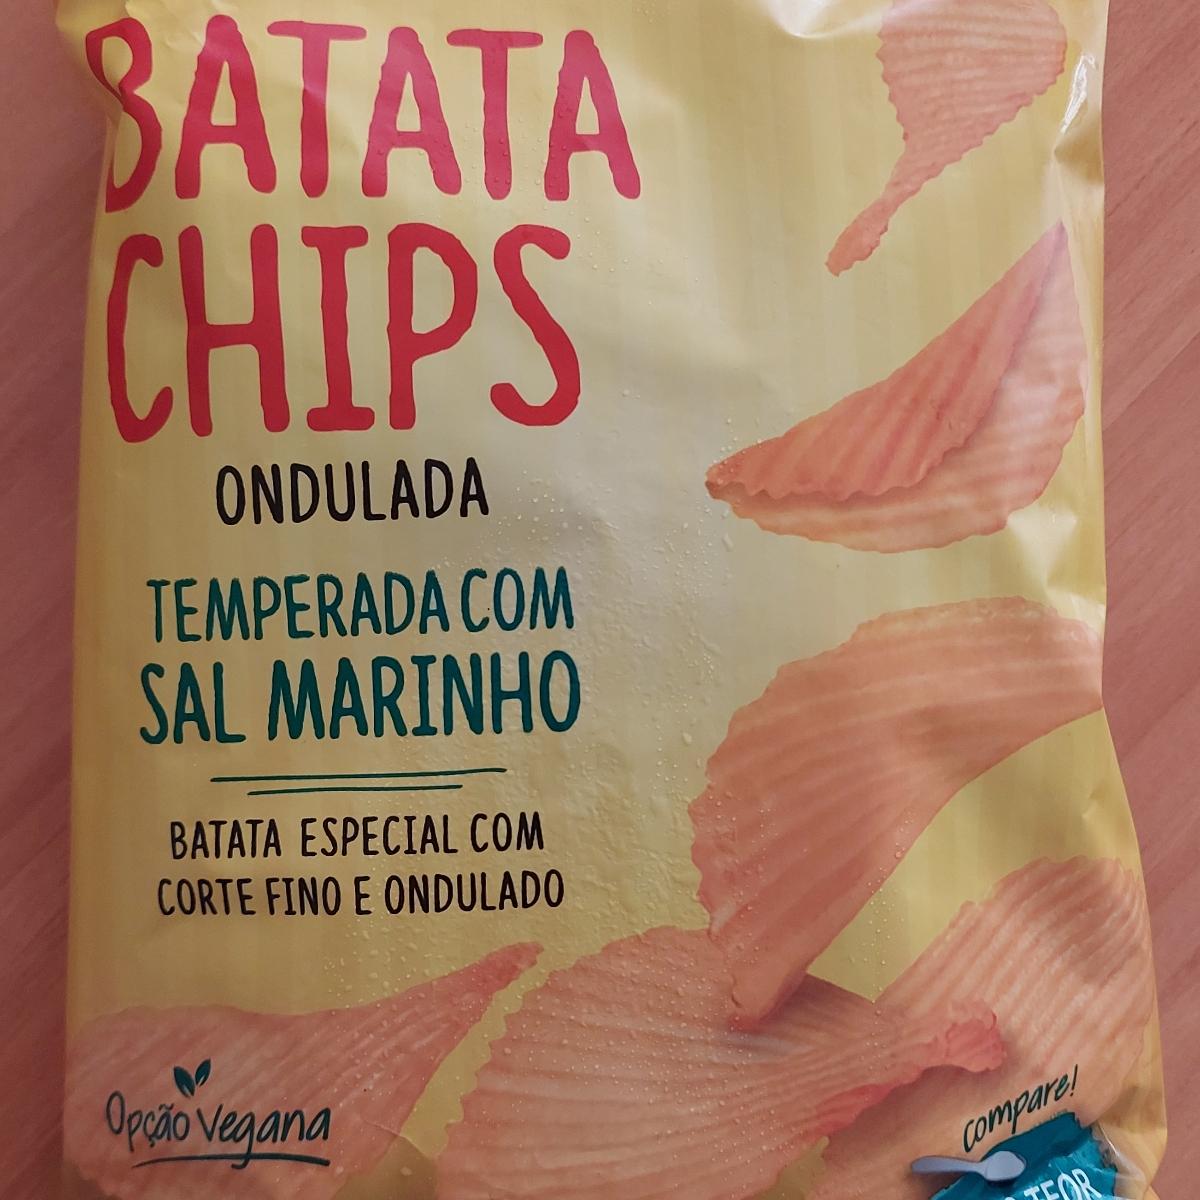 BATATA
CHIPS
ONDULADA
TEMPERADA COM
SAL MARINHO
BATATA ESPECIAL COM
CORTE FINO E ONDULADO
Opção Vegana
compare!